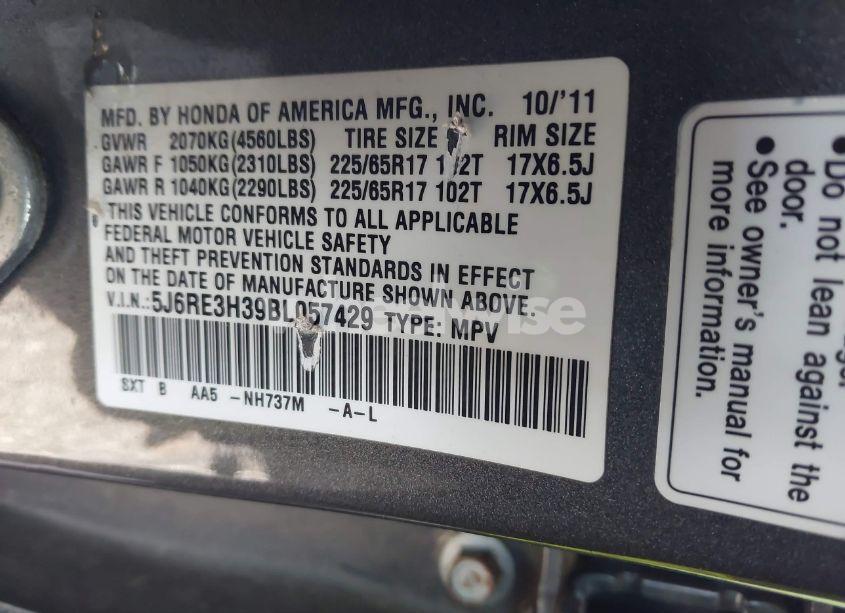 MFD. BY HONDA OF AMERICA MFG., INC. 10/'11
GVWR 2070KG(4560LBS) TIRE SIZE RIM SIZE
GAWR F 1050KG(2310LBS) 225/65R17 102T 17X6.5J
GAWR R 1040KG(2290LBS) 225/65R17 102T 17X6.5J
THIS VEHICLE CONFORMS TO ALL APPLICABLE
FEDERAL MOTOR VEHICLE SAFETY
AND THEFT PREVENTION STANDARDS IN EFFECT
ON THE DATE OF MANUFACTURE SHOWN ABOVE.
V.I.N.:5J6RE3H39BL057429 TYPE: MPV
SXT B AA5 -NH737M -A-L
• Do not lean against the
door.
• See owner's manual for
more information.